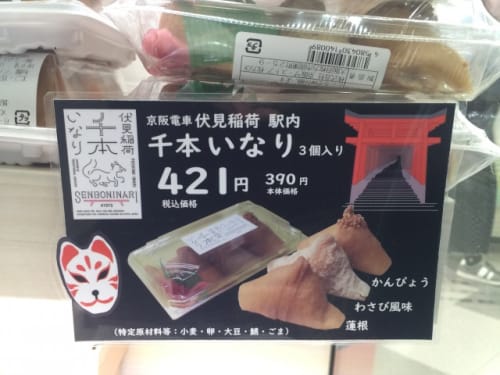 伏見稲荷
千本
いなり
SENBONINARI
KYOTO
京阪電車 伏見稲荷 駅内
千本いなり 3個入り
421円 390円
税込価格 本体価格
かんぴょう
わさび風味
蓮根
(特定原材料等:小麦・卵・大豆・鯖・ごま)
4580430140089